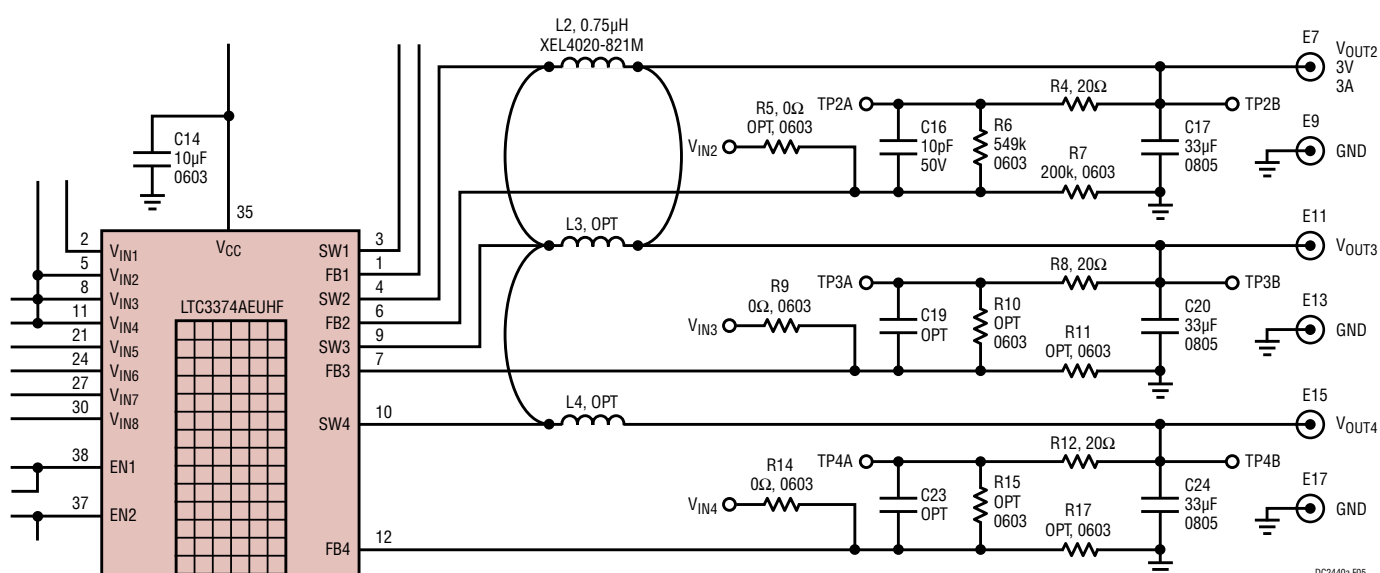 L2, 0.75µH
XEL4020-821M
E7
VOUT2
3V
3A
R4, 20Ω
R5, 0Ω
OPT, 0603
TP2A
TP2B
C14
10µF
0603
VIN2
C16
10pF
50V
R6
549k
0603
C17
33µF
0805
E9
GND
R7
200k, 0603
35
L3, OPT
E11
VOUT3
2
VIN1
VCC
SW1
3
5
VIN2
FB1
1
8
VIN3
LTC3374AEUHF
SW2
4
11
VIN4
FB2
6
21
VIN5
SW3
9
24
VIN6
FB3
7
27
VIN7
30
VIN8
SW4
10
38
EN1
37
EN2
FB4
12
R8, 20Ω
R9
0Ω, 0603
TP3A
TP3B
VIN3
C19
OPT
R10
OPT
0603
C20
33µF
0805
E13
GND
R11
OPT, 0603
L4, OPT
E15
VOUT4
R12, 20Ω
R14
0Ω, 0603
TP4A
TP4B
VIN4
C23
OPT
R15
OPT
0603
C24
33µF
0805
E17
GND
R17
OPT, 0603
DC2440a F05